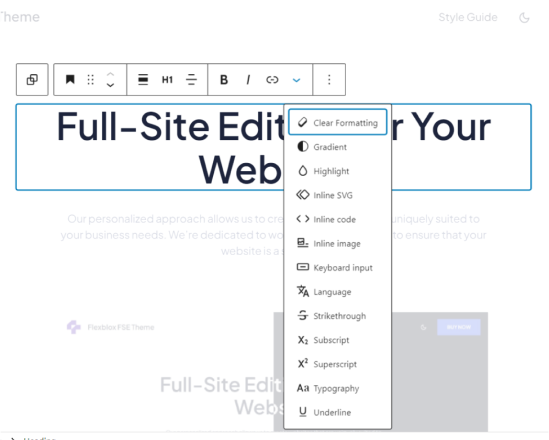 Theme
Style Guide
H1
B
I
Full-Site Edit r Your
Web
Clear Formatting
Gradient
Highlight
Inline SVG
Inline code
Inline image
Keyboard input
Language
Strikethrough
Subscript
Superscript
Typography
Underline
Our personalized approach allows us to cre uniquely suited to
your business needs. We're dedicated to wo to ensure that your
website is a
Flexblox FSE Theme
BUY NOW
Full-Site Edit
Webs
Heading